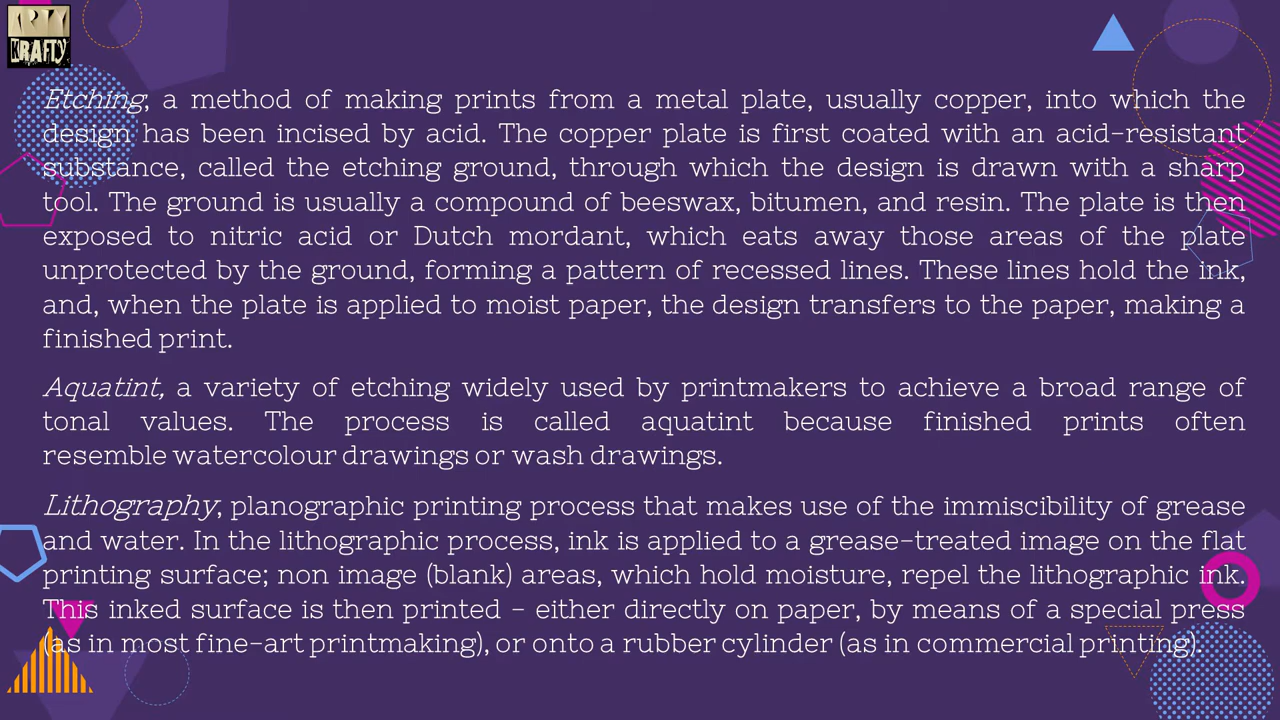 ARTY
KRAFTY
Etching, a method of making prints from a metal plate, usually copper, into which the
design has been incised by acid. The copper plate is first coated with an acid-resistant
substance, called the etching ground, through which the design is drawn with a sharp
tool. The ground is usually a compound of beeswax, bitumen, and resin. The plate is then
exposed to nitric acid or Dutch mordant, which eats away those areas of the plate
unprotected by the ground, forming a pattern of recessed lines. These lines hold the ink,
and, when the plate is applied to moist paper, the design transfers to the paper, making a
finished print.
Aquatint, a variety of etching widely used by printmakers to achieve a broad range of
tonal values. The process is called aquatint because finished prints often
resemble watercolour drawings or wash drawings.
Lithography, planographic printing process that makes use of the immiscibility of grease
and water. In the lithographic process, ink is applied to a grease-treated image on the flat
printing surface; non image (blank) areas, which hold moisture, repel the lithographic ink.
This inked surface is then printed - either directly on paper, by means of a special press
(as in most fine-art printmaking), or onto a rubber cylinder (as in commercial printing).